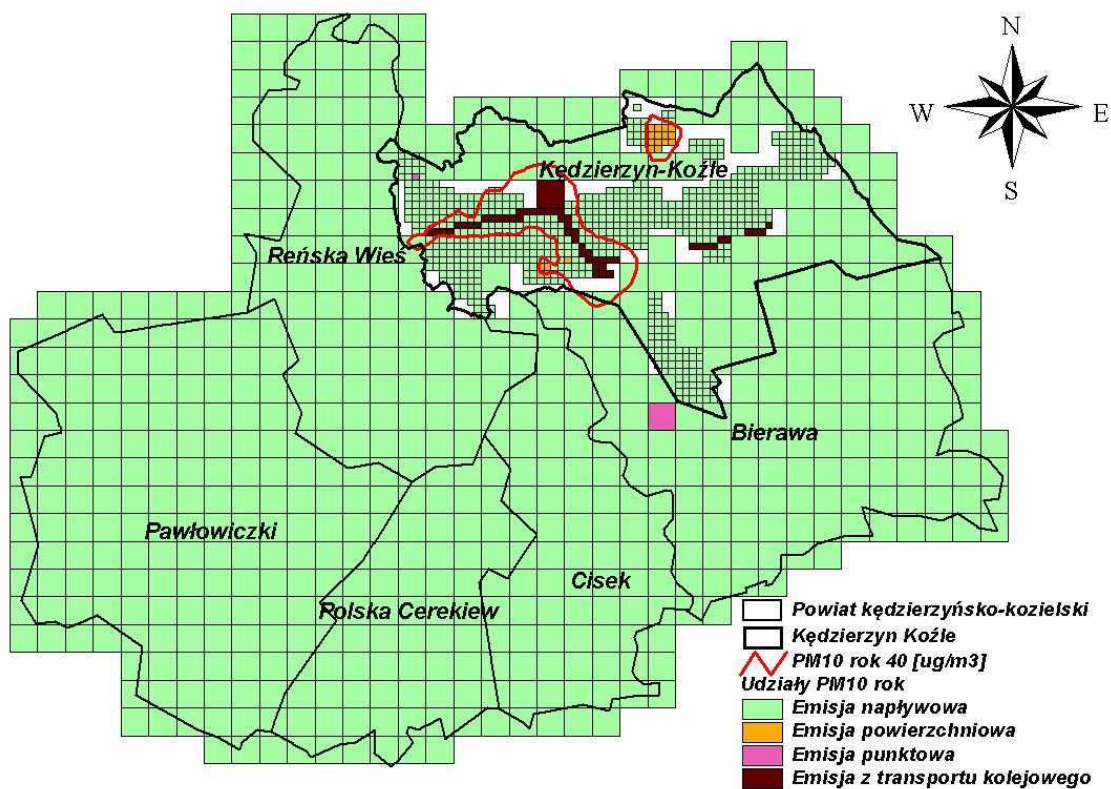 N
W E
S
Kędzierzyn-Koźle
Reńska Wieś
Bierawa
Pawłowiczki
Cisek
Polska Cerekiew
Powiat kędzierzyńsko-kozielski
Kędzierzyn Koźle
PM10 rok 40 [ug/m3]
Udziały PM10 rok
Emisja napływowa
Emisja powierzchniowa
Emisja punktowa
Emisja z transportu kolejowego